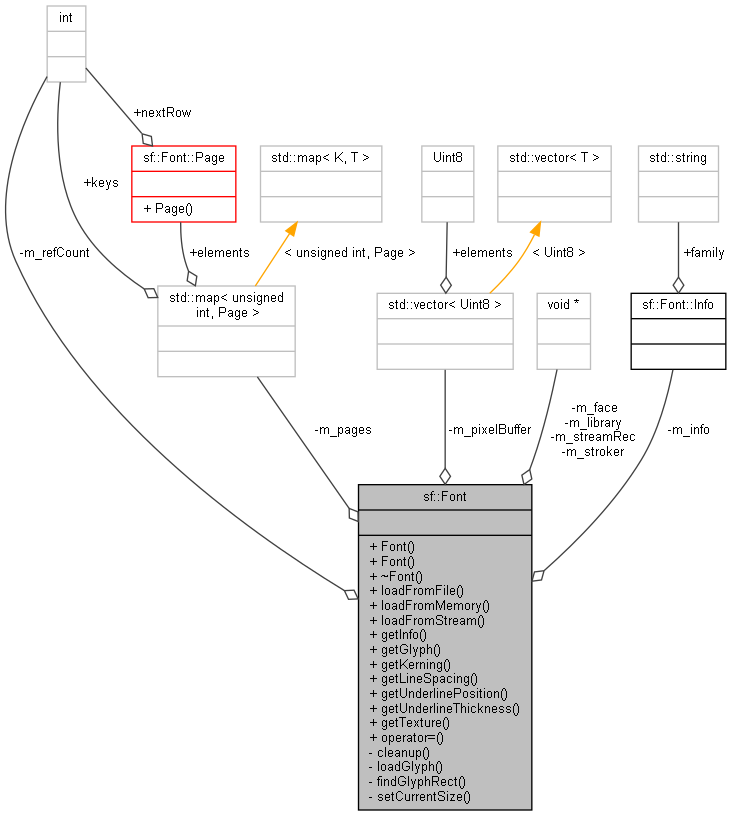 int
+nextRow
sf::Font::Page
+ Page()
std::map< K, T >
Uint8
std::vector< T >
std::string
+keys
-m_refCount
+elements
< unsigned int, Page >
+elements
< Uint8 >
+family
std::map< unsigned
int, Page >
std::vector< Uint8 >
void *
sf::Font::Info
-m_pages
-m_pixelBuffer
-m_face
-m_library
-m_streamRec
-m_stroker
-m_info
sf::Font
+ Font()
+ Font()
+ ~Font()
+ loadFromFile()
+ loadFromMemory()
+ loadFromStream()
+ getInfo()
+ getGlyph()
+ getKerning()
+ getLineSpacing()
+ getUnderlinePosition()
+ getUnderlineThickness()
+ getTexture()
+ operator=()
- cleanup()
- loadGlyph()
- findGlyphRect()
- setCurrentSize()